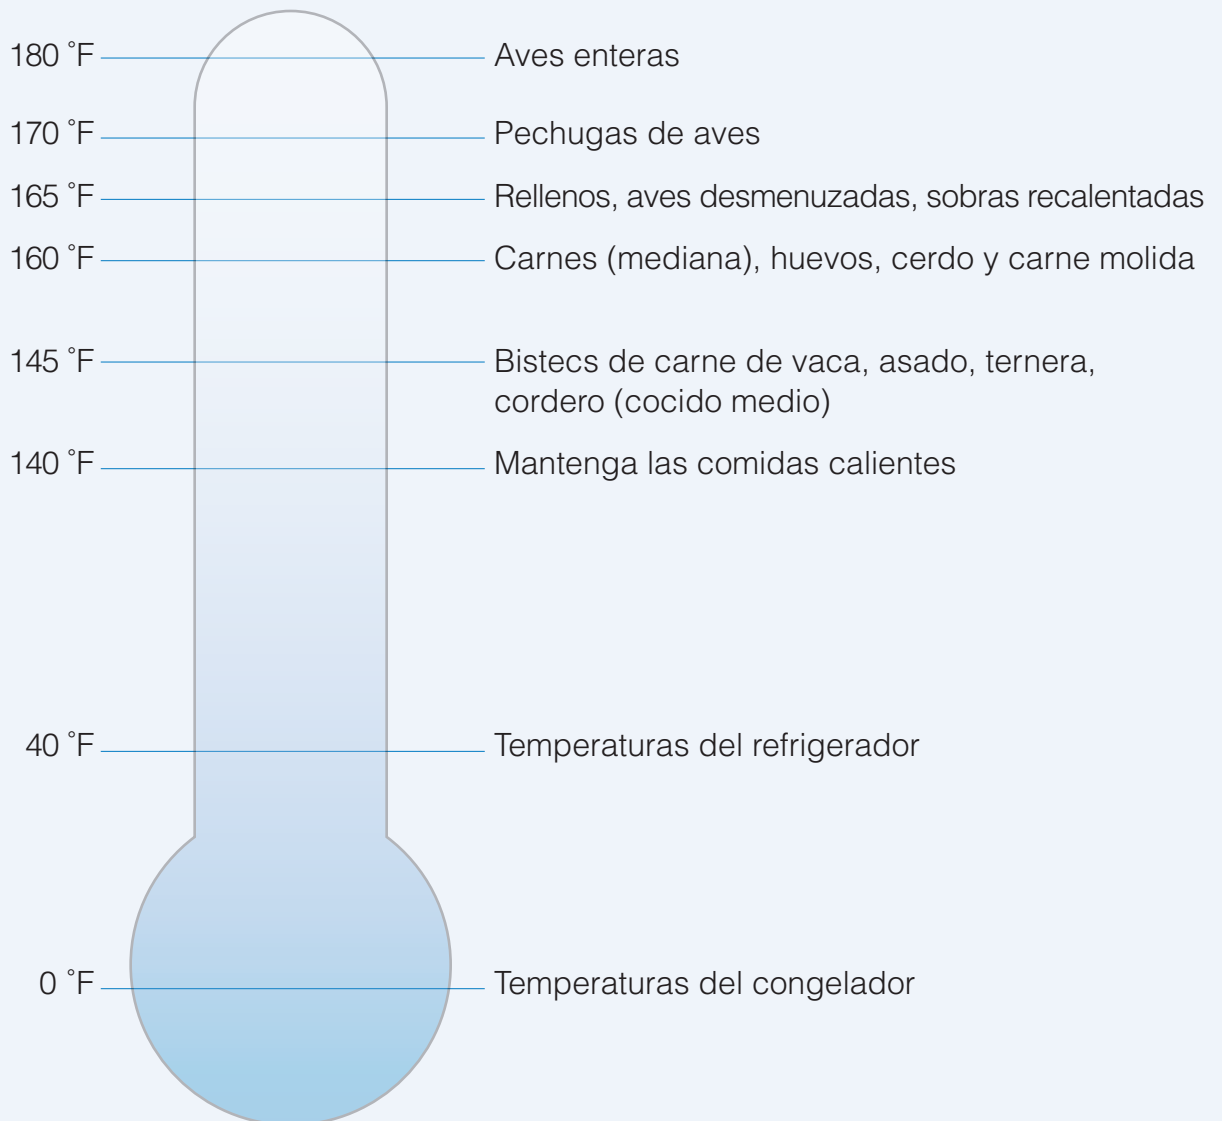 180 °F Aves enteras
170 °F Pechugas de aves
165 °F Rellenos, aves desmenuzadas, sobras recalentadas
160 °F Carnes (mediana), huevos, cerdo y carne molida
145 °F Bistecs de carne de vaca, asado, ternera,
cordero (cocido medio)
140 °F Mantenga las comidas calientes
40 °F Temperaturas del refrigerador
0 °F Temperaturas del congelador